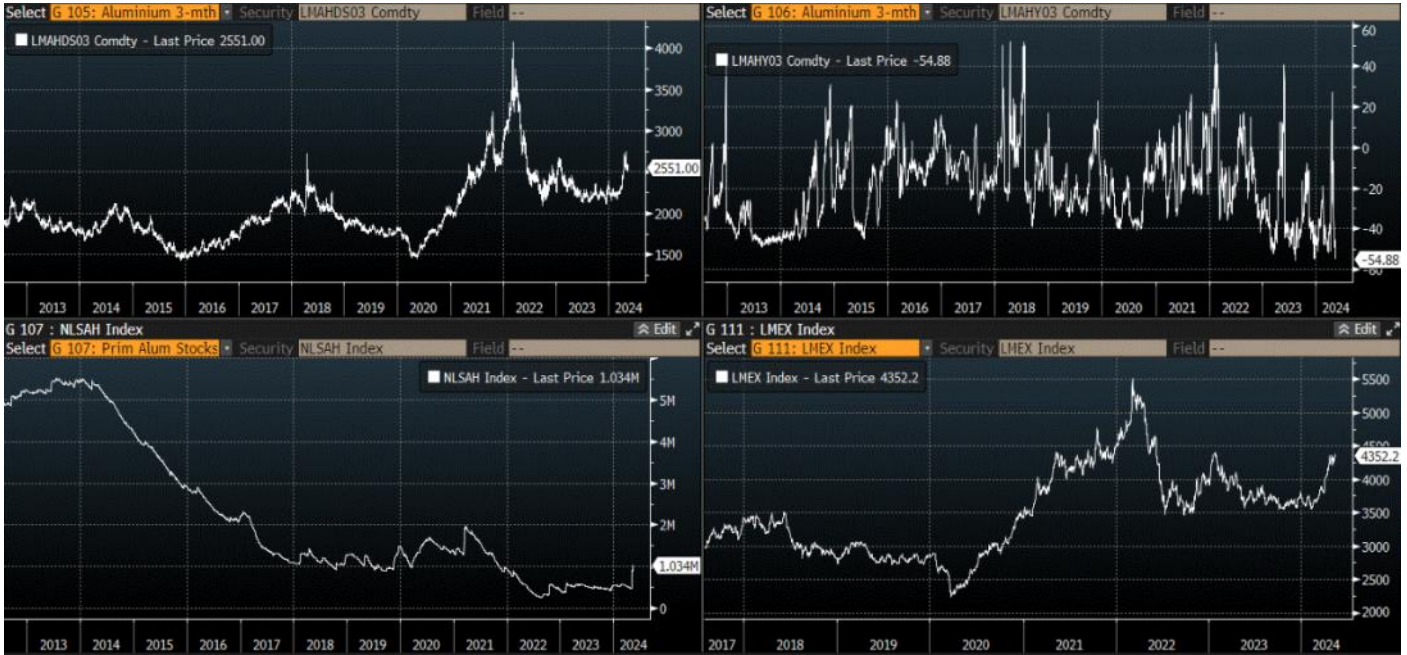 Select G 105: Aluminium 3-mth Security LMAHDS03 Comdty Field --
LMAHDS03 Comdty - Last Price 2551.00
4000
3500
3000
2551.00
2000
1500
2013 2014 2015 2016 2017 2018 2019 2020 2021 2022 2023 2024
Select G 106: Aluminium 3-mth Security LMAHY03 Comdty Field --
LMAHY03 Comdty - Last Price -54.88
60
40
20
0
-20
-40
-54.88
-60
2013 2014 2015 2016 2017 2018 2019 2020 2021 2022 2023 2024
G 107 : NLSAH Index Edit
Select G 107: Prim Alum Stocks Security NLSAH Index Field --
NLSAH Index - Last Price 1.034M
5M
4M
3M
2M
1.034M
0
2013 2014 2015 2016 2017 2018 2019 2020 2021 2022 2023 2024
G 111 : LMEX Index Edit
Select G 111: LMEX Index Security LMEX Index Field --
LMEX Index - Last Price 4352.2
5500
5000
4500
4352.2
4000
3500
3000
2500
2000
2017 2018 2019 2020 2021 2022 2023 2024